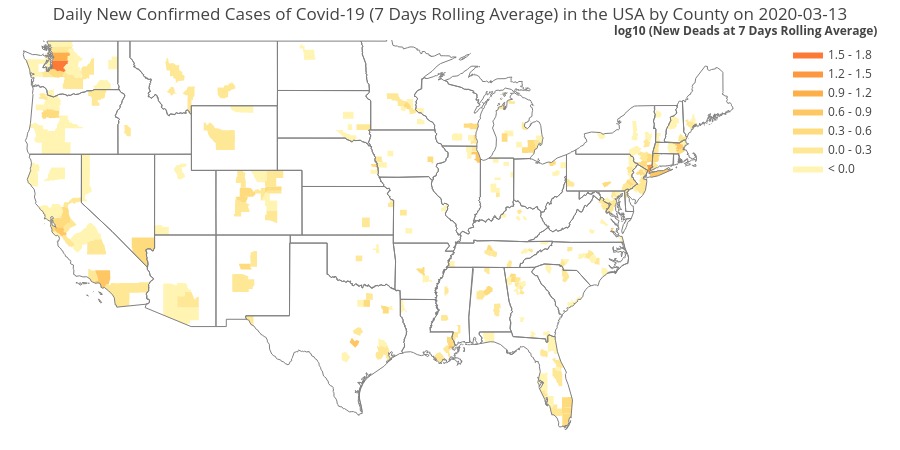 Daily New Confirmed Cases of Covid-19 (7 Days Rolling Average) in the USA by County on 2020-03-13
log10 (New Deads at 7 Days Rolling Average)
1.5 - 1.8
1.2 - 1.5
0.9 - 1.2
0.6 - 0.9
0.3 - 0.6
0.0 - 0.3
< 0.0